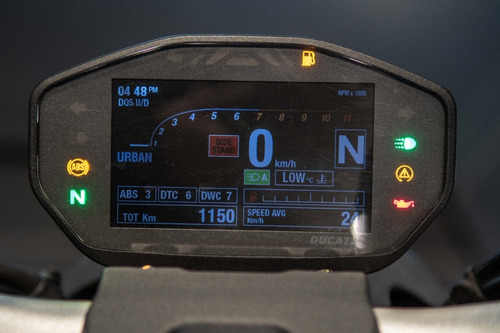 04 48 PM
RPM x 1000
DQS U/D
1 2 3 4 5 6 7 8 9 10 11
URBAN
SIDE STAND
0 km/h
N
A
LOW °C
ABS
N
ABS 3 DTC 6 DWC 7
TOT Km 1150
SPEED AVG
Km/h 24
DUCATI